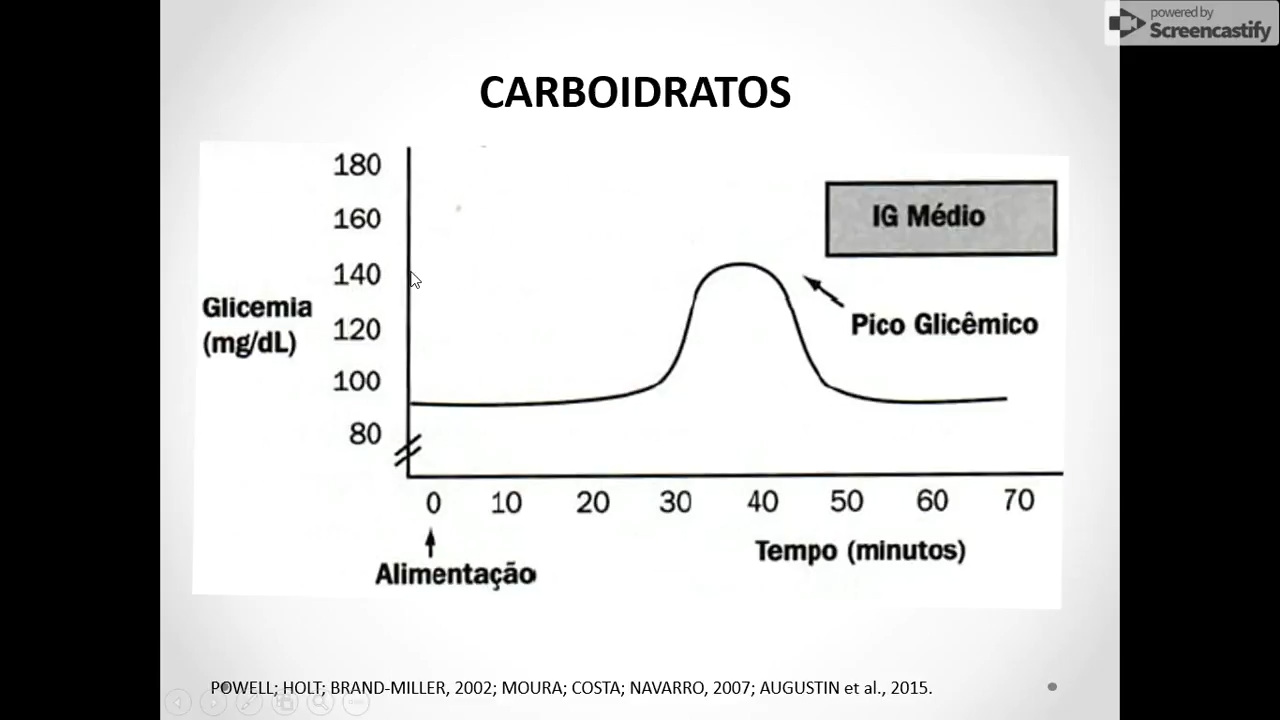 powered by
Screencastify
CARBOIDRATOS
180
160
140
120
100
80
Glicemia
(mg/dL)
IG Médio
Pico Glicêmico
0 10 20 30 40 50 60 70
Tempo (minutos)
Alimentação
POWELL; HOLT; BRAND-MILLER, 2002; MOURA; COSTA; NAVARRO, 2007; AUGUSTIN et al., 2015.